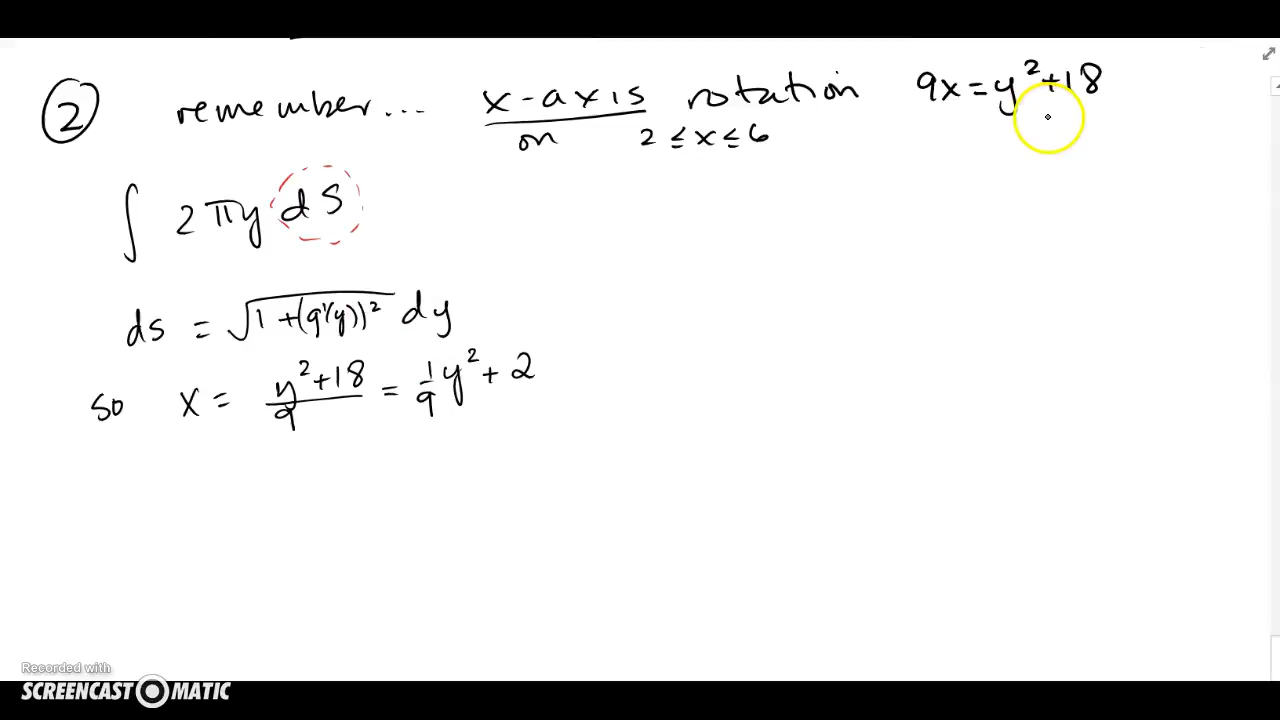 ② remember... x-axis rotation 9x = y² + 18
on 2 ≤ x ≤ 6
∫ 2πy dS
ds = √(1 + (g'(y))²) dy
so x = (y² + 18)/9 = 1/9 y² + 2
Recorded with
SCREENCAST-O-MATIC